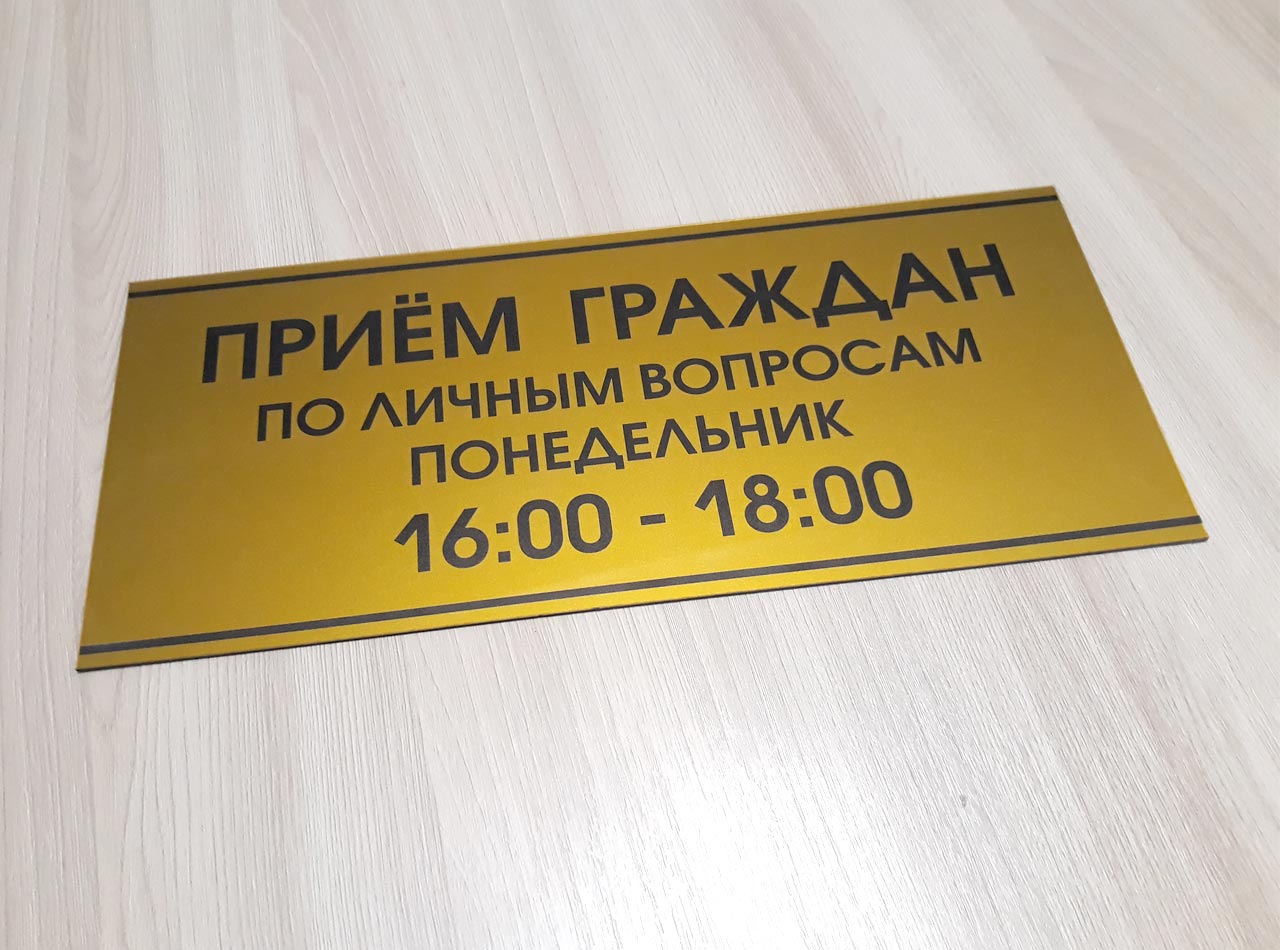 ПРИЁМ ГРАЖДАН
ПО ЛИЧНЫМ ВОПРОСАМ
ПОНЕДЕЛЬНИК
16:00 - 18:00